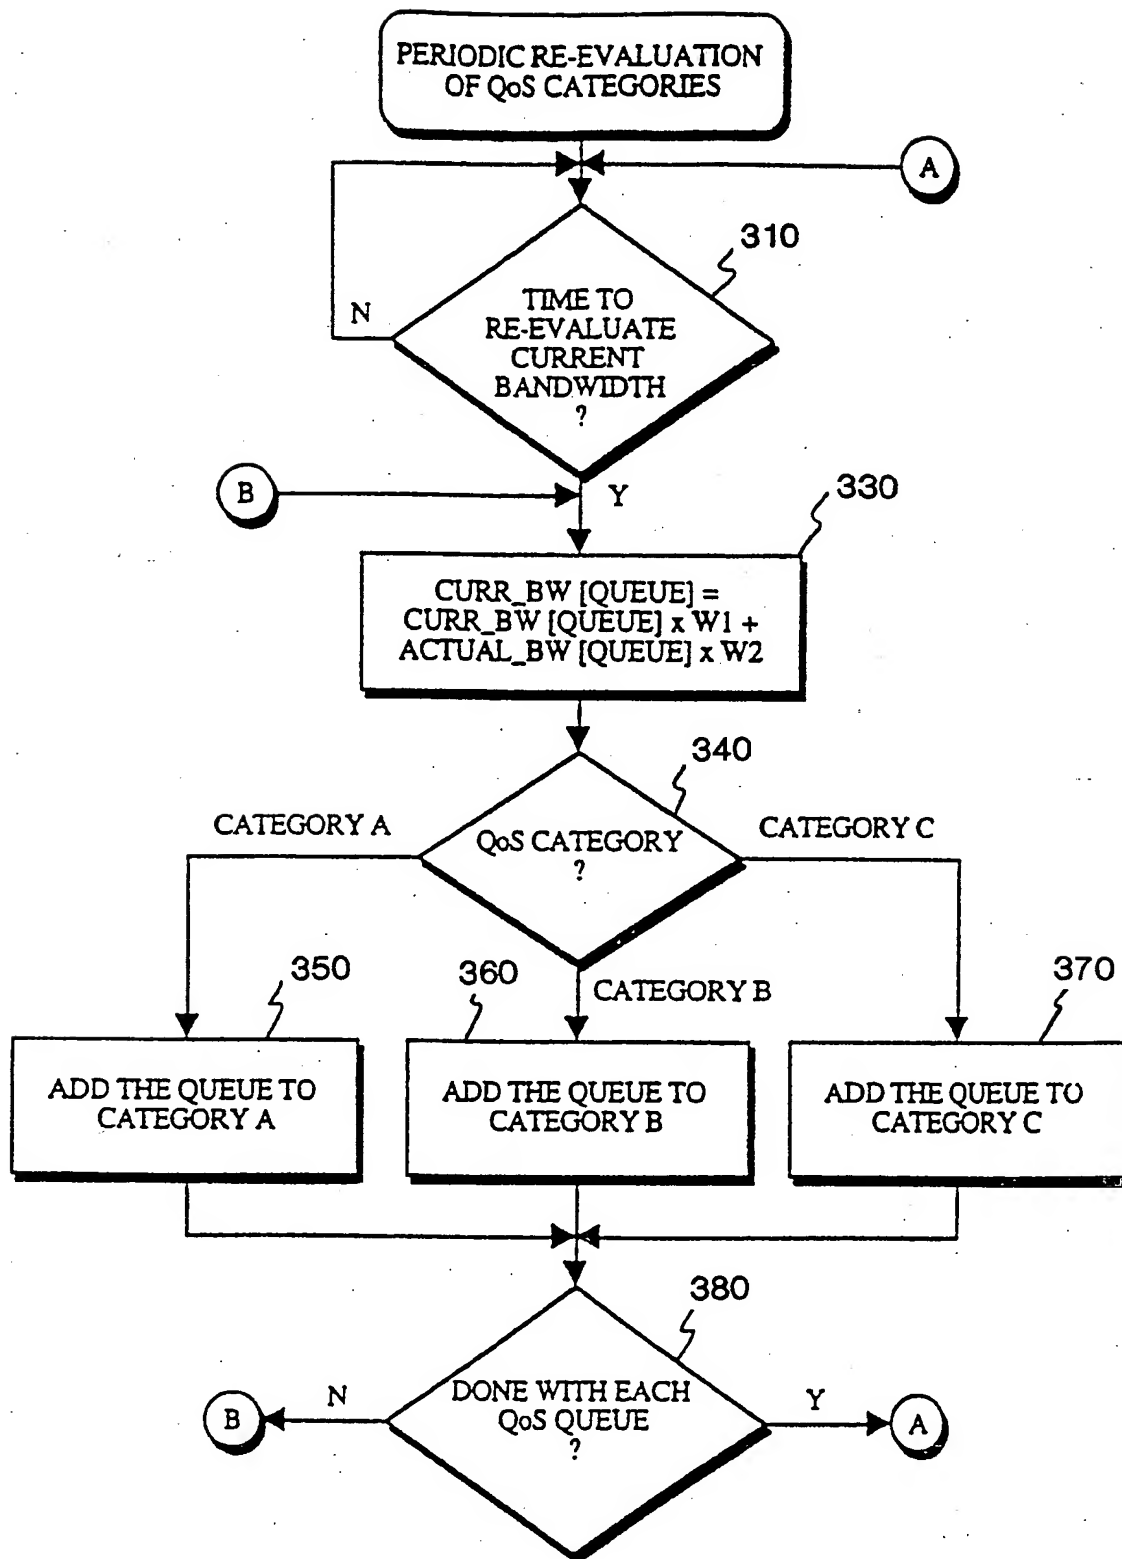 PERIODIC RE-EVALUATION
OF QoS CATEGORIES
A
310
N
TIME TO
RE-EVALUATE
CURRENT
BANDWIDTH
?
B
Y
330
CURR_BW [QUEUE] =
CURR_BW [QUEUE] x W1 +
ACTUAL_BW [QUEUE] x W2
340
CATEGORY A
QoS CATEGORY
?
CATEGORY C
350
360
CATEGORY B
370
ADD THE QUEUE TO
CATEGORY A
ADD THE QUEUE TO
CATEGORY B
ADD THE QUEUE TO
CATEGORY C
380
B
N
DONE WITH EACH
QoS QUEUE
?
Y
A